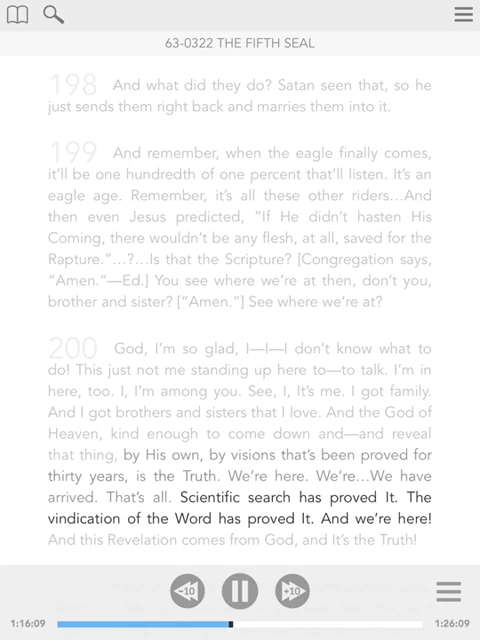 63-0322 THE FIFTH SEAL
198 And what did they do? Satan seen that, so he
just sends them right back and marries them into it.
199 And remember, when the eagle finally comes,
it'll be one hundredth of one percent that'll listen. It's an
eagle age. Remember, it's all these other riders…And
then even Jesus predicted, “If He didn't hasten His
Coming, there wouldn't be any flesh, at all, saved for the
Rapture.”…?…Is that the Scripture? [Congregation says,
“Amen.”—Ed.] You see where we're at then, don't you,
brother and sister? [“Amen.”] See where we're at?
200 God, I'm so glad, I—I—I don't know what to
do! This just not me standing up here to—to talk. I'm in
here, too. I, I'm among you. See, I, It's me. I got family.
And I got brothers and sisters that I love. And the God of
Heaven, kind enough to come down and—and reveal
that thing, by His own, by visions that's been proved for
thirty years, is the Truth. We're here. We're…We have
arrived. That's all. Scientific search has proved It. The
vindication of the Word has proved It. And we're here!
And this Revelation comes from God, and It's the Truth!
-10
+10
1:16:09
1:26:09